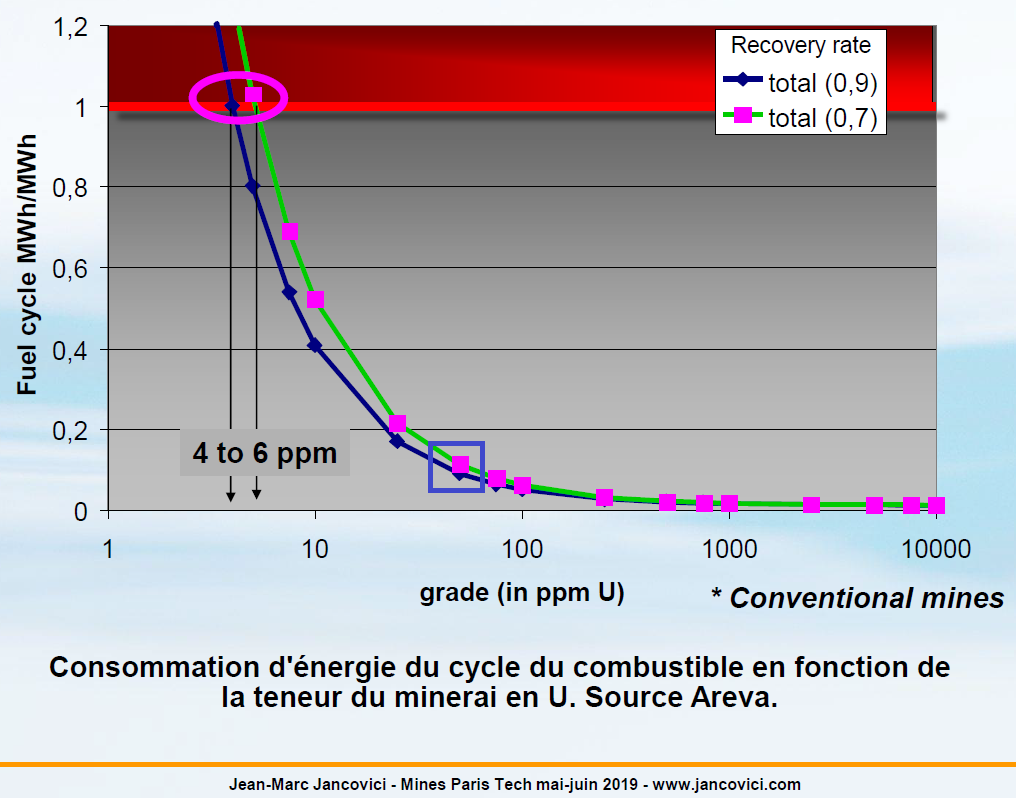 1,2
1
0,8
0,6
0,4
0,2
0
Fuel cycle MWh/MWh
Recovery rate
total (0,9)
total (0,7)
4 to 6 ppm
1
10
100
1000
10000
grade (in ppm U)
* Conventional mines
Consommation d'énergie du cycle du combustible en fonction de
la teneur du minerai en U. Source Areva.
Jean-Marc Jancovici - Mines Paris Tech mai-juin 2019 - www.jancovici.com